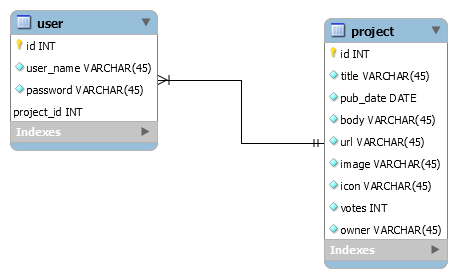 user
id INT
user_name VARCHAR(45)
password VARCHAR(45)
project_id INT
Indexes
project
id INT
title VARCHAR(45)
pub_date DATE
body VARCHAR(45)
url VARCHAR(45)
image VARCHAR(45)
icon VARCHAR(45)
votes INT
owner VARCHAR(45)
Indexes